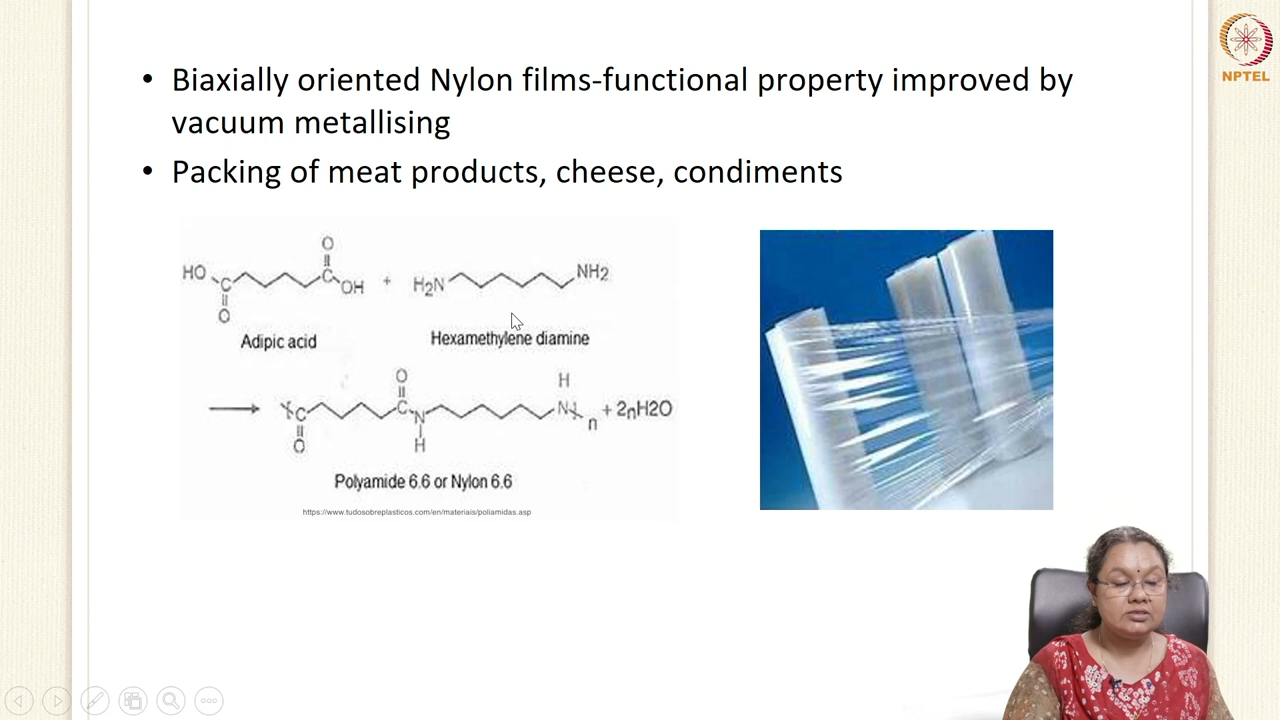 NPTEL
• Biaxially oriented Nylon films-functional property improved by
vacuum metallising
• Packing of meat products, cheese, condiments
O
HO C C OH + H2N NH2
O
Adipic acid Hexamethylene diamine
O H
C C N N n + 2nH2O
O H
Polyamide 6.6 or Nylon 6.6
https://www.tudosobreplasticos.com/en/materiais/poliamidas.asp